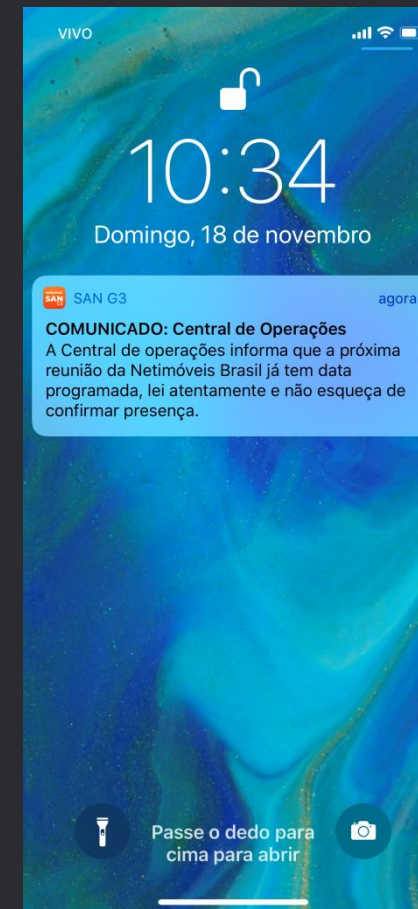 VIVO
10:34
Domingo, 18 de novembro
SAN
SAN G3
agora
COMUNICADO: Central de Operações
A Central de operações informa que a próxima
reunião da Netimóveis Brasil já tem data
programada, lei atentamente e não esqueça de
confirmar presença.
Passe o dedo para
cima para abrir